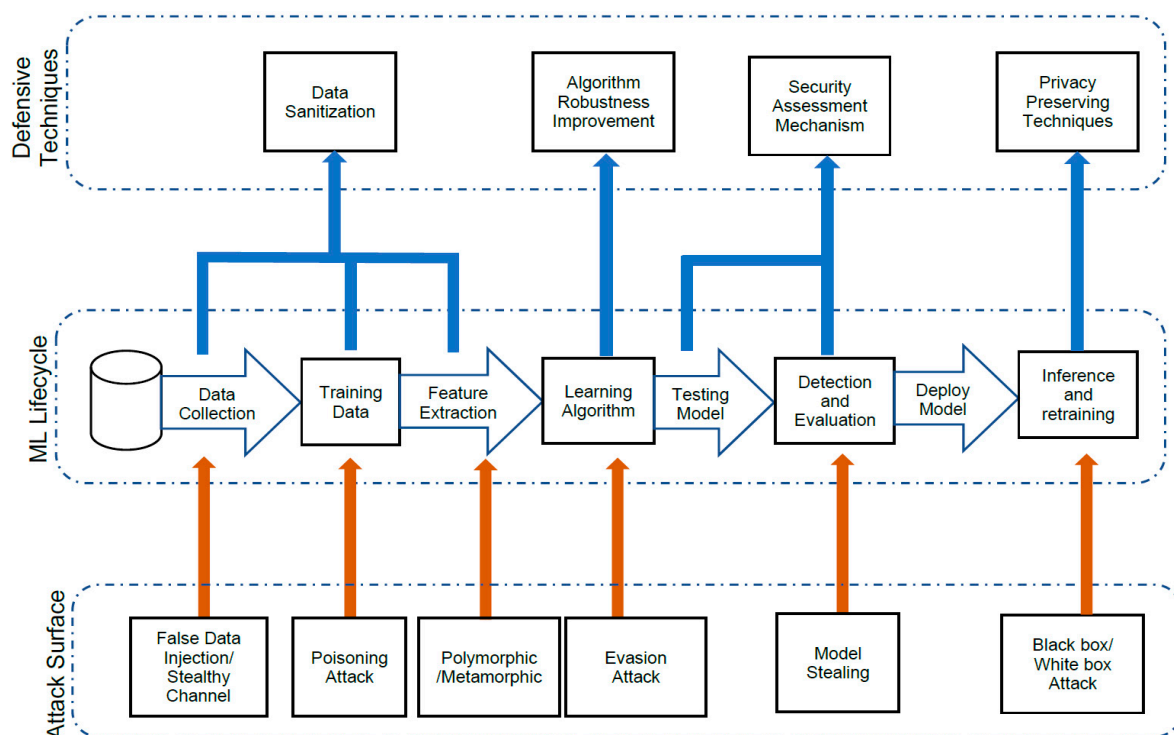 Defensive
Techniques
Data
Sanitization
Algorithm
Robustness
Improvement
Security
Assessment
Mechanism
Privacy
Preserving
Techniques
ML Lifecycle
Data
Collection
Training
Data
Feature
Extraction
Learning
Algorithm
Testing
Model
Detection
and
Evaluation
Deploy
Model
Inference
and
retraining
Attack Surface
False Data
Injection/
Stealthy
Channel
Poisoning
Attack
Polymorphic
/Metamorphic
Evasion
Attack
Model
Stealing
Black box/
White box
Attack